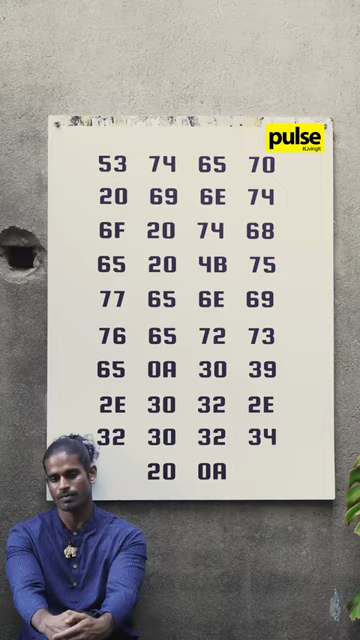 pulse
#LivingIt
53 74 65 70
20 69 6E 74
6F 20 74 68
65 20 4B 75
77 65 6E 69
76 65 72 73
65 0A 30 39
2E 30 32 2E
32 30 32 34
20 0A